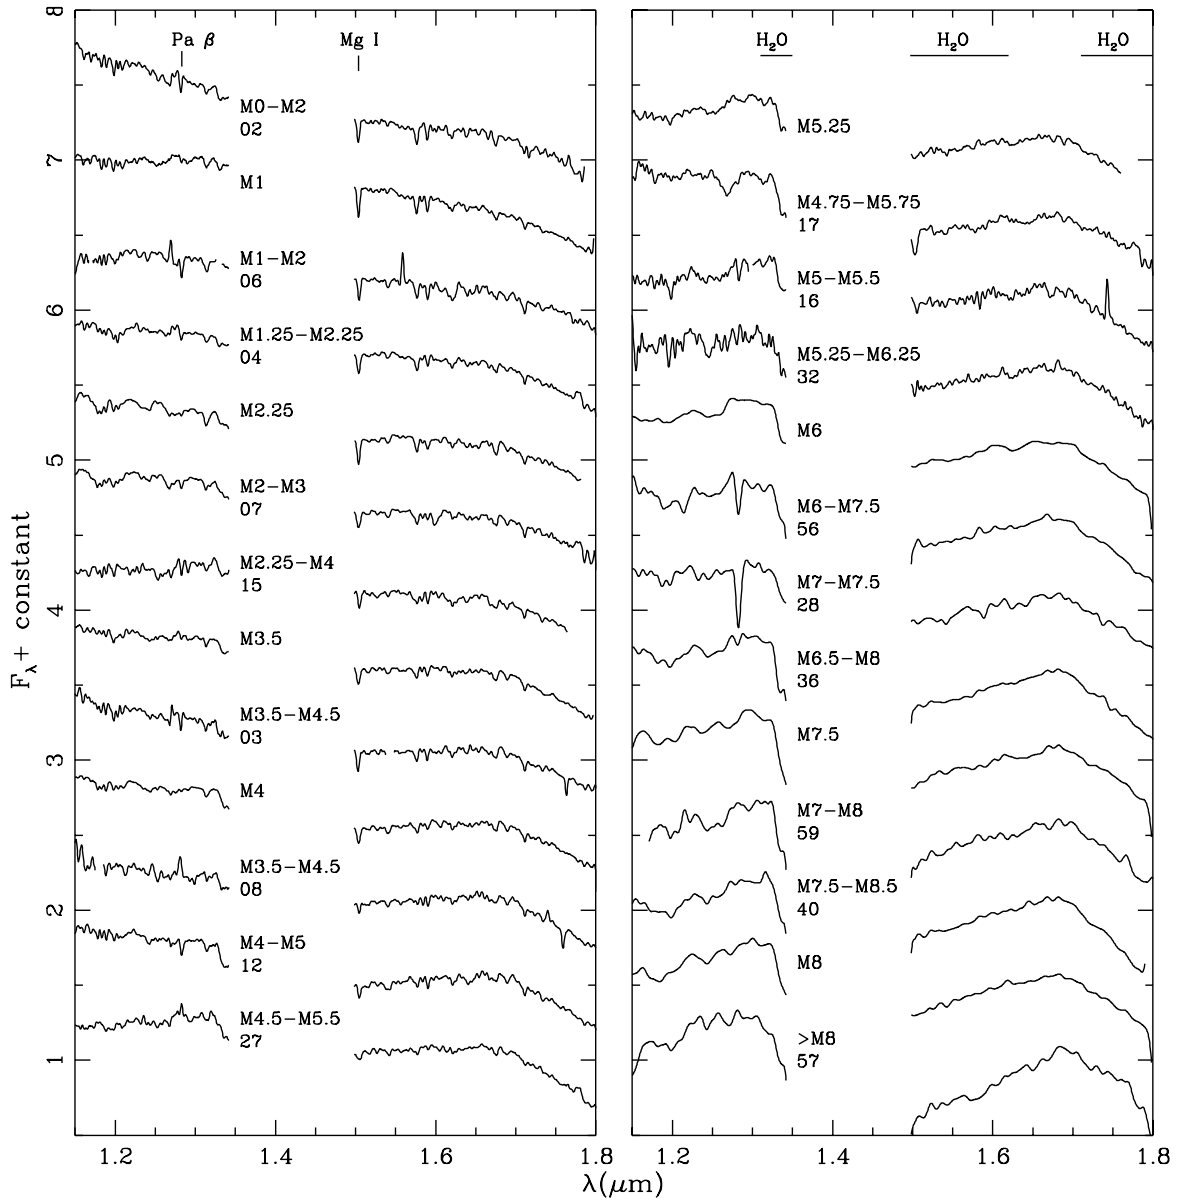 Pa β
Mg I
H₂O
H₂O
H₂O
8
7
6
5
4
3
2
1
F_λ + constant
M0−M2
02
M1
M1−M2
06
M1.25−M2.25
04
M2.25
M2−M3
07
M2.25−M4
15
M3.5
M3.5−M4.5
03
M4
M3.5−M4.5
08
M4−M5
12
M4.5−M5.5
27
M5.25
M4.75−M5.75
17
M5−M5.5
16
M5.25−M6.25
32
M6
M6−M7.5
56
M7−M7.5
28
M6.5−M8
36
M7.5
M7−M8
59
M7.5−M8.5
40
M8
>M8
57
1.2
1.4
1.6
1.8
1.2
1.4
1.6
1.8
λ(μm)